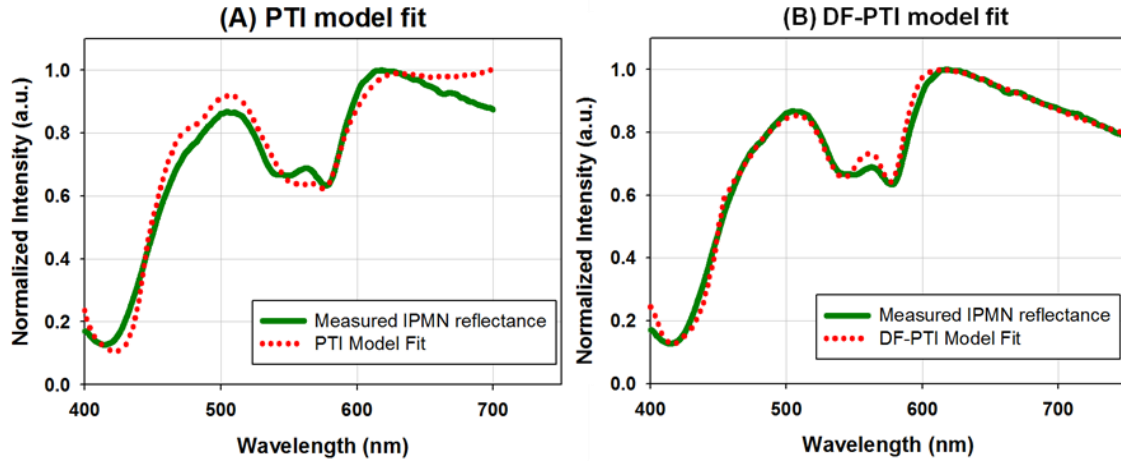 (A) PTI model fit
Normalized Intensity (a.u.)
1.0
0.8
0.6
0.4
0.2
0.0
Measured IPMN reflectance
PTI Model Fit
400
500
600
700
Wavelength (nm)
(B) DF-PTI model fit
Normalized Intensity (a.u.)
1.0
0.8
0.6
0.4
0.2
0.0
Measured IPMN reflectance
DF-PTI Model Fit
400
500
600
700
Wavelength (nm)